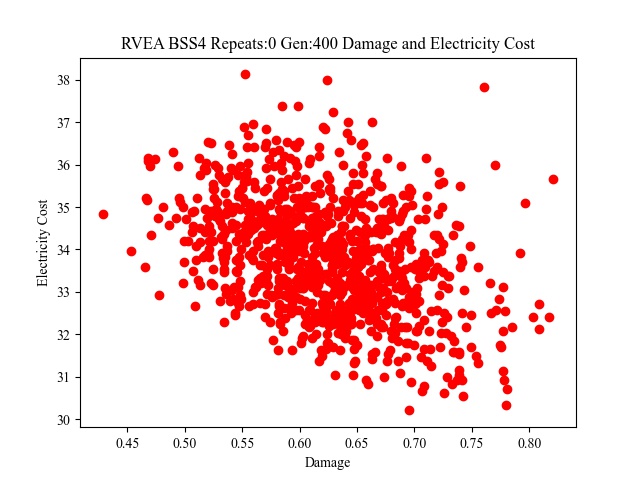 RVEA BSS4 Repeats:0 Gen:400 Damage and Electricity Cost
38
37
36
35
34
33
32
31
30
Electricity Cost
0.45 0.50 0.55 0.60 0.65 0.70 0.75 0.80
Damage